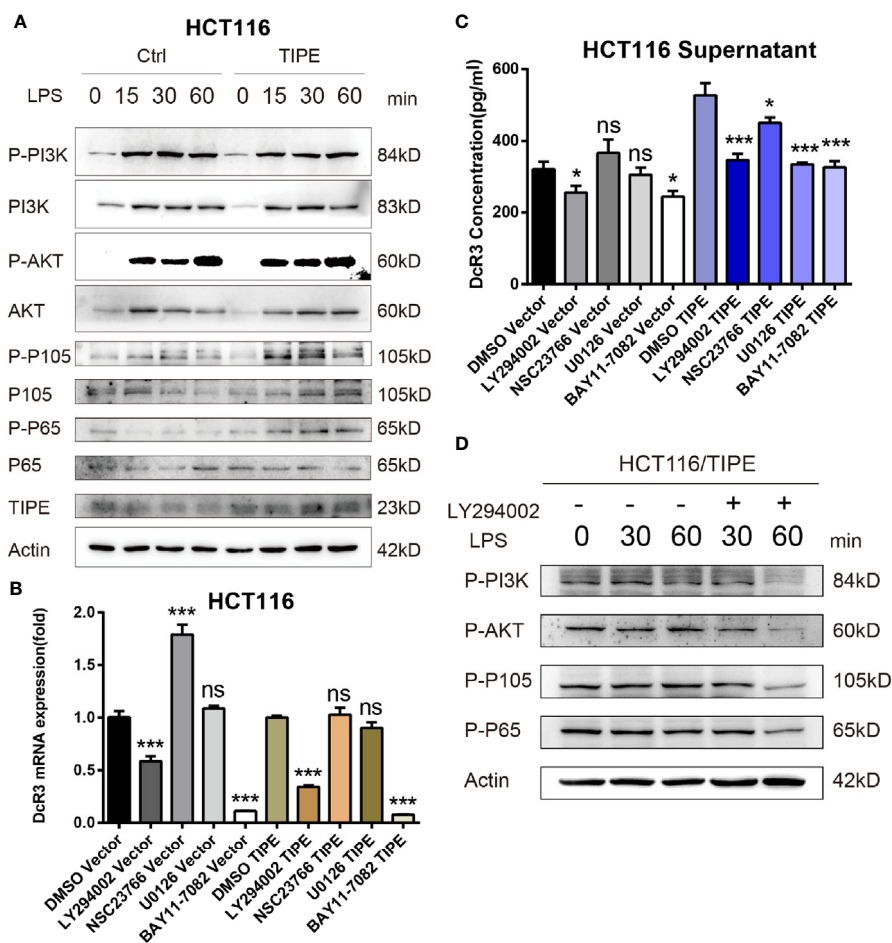 A
HCT116
Ctrl TIPE
LPS 0 15 30 60 0 15 30 60 min
P-PI3K 84kD
PI3K 83kD
P-AKT 60kD
AKT 60kD
P-P105 105kD
P105 105kD
P-P65 65kD
P65 65kD
TIPE 23kD
Actin 42kD
B
HCT116
DcR3 mRNA expression(fold)
2.0
1.5
1.0
0.5
0.0
*** *** ns *** *** ns ns ***
DMSO Vector
LY294002 Vector
NSC23766 Vector
U0126 Vector
BAY11-7082 Vector
DMSO TIPE
LY294002 TIPE
NSC23766 TIPE
U0126 TIPE
BAY11-7082 TIPE
C
HCT116 Supernatant
DcR3 Concentration(pg/ml)
600
400
200
0
* ns ns * *** * *** ***
DMSO Vector
LY294002 Vector
NSC23766 Vector
U0126 Vector
BAY11-7082 Vector
DMSO TIPE
LY294002 TIPE
NSC23766 TIPE
U0126 TIPE
BAY11-7082 TIPE
D
HCT116/TIPE
LY294002 - - - + +
LPS 0 30 60 30 60 min
P-PI3K 84kD
P-AKT 60kD
P-P105 105kD
P-P65 65kD
Actin 42kD